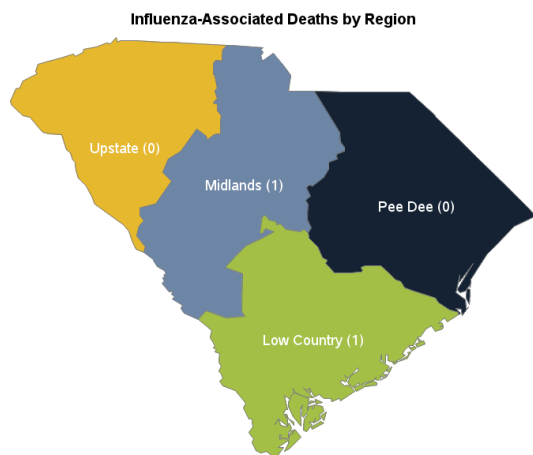 Influenza-Associated Deaths by Region
Upstate (0)
Midlands (1)
Pee Dee (0)
Low Country (1)